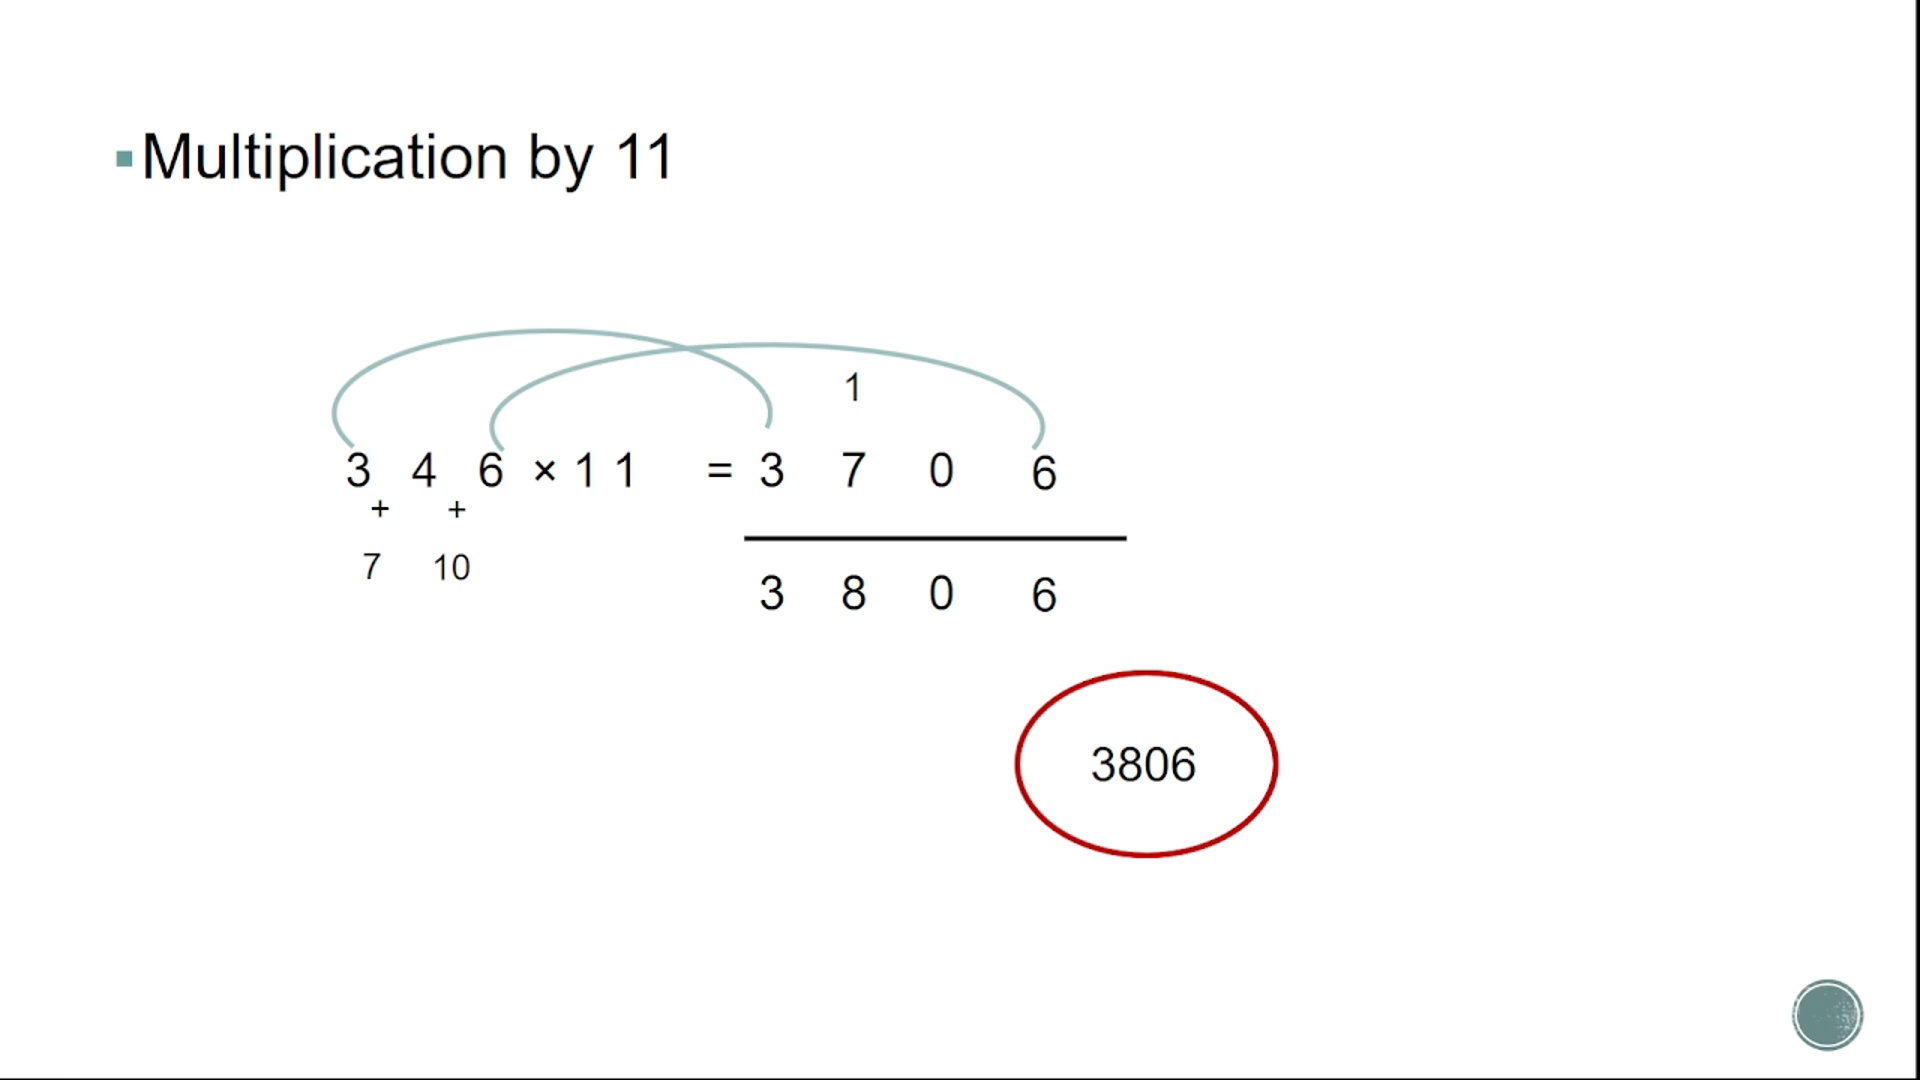 ▪Multiplication by 11
1
3 4 6 × 1 1 = 3 7 0 6
+ +
7 10
3 8 0 6
3806